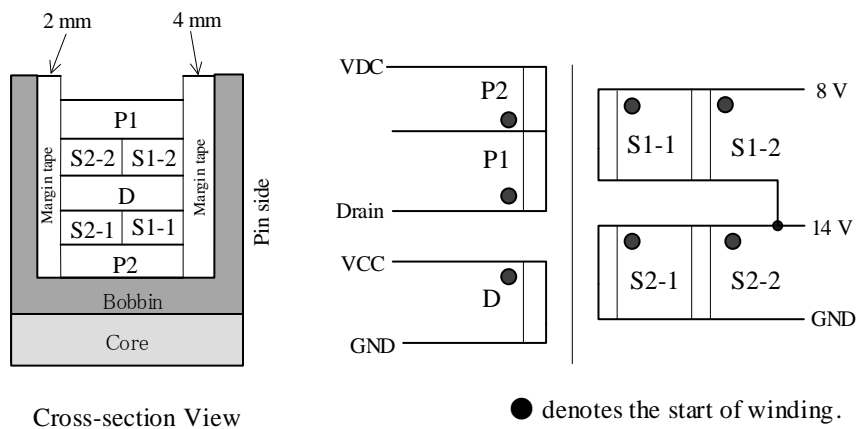 2 mm
4 mm
Margin tape
P1
S2-2
S1-2
D
S2-1
S1-1
P2
Margin tape
Pin side
Bobbin
Core
Cross-section View
VDC
P2
P1
Drain
VCC
D
GND
8 V
S1-1
S1-2
14 V
S2-1
S2-2
GND
denotes the start of winding.